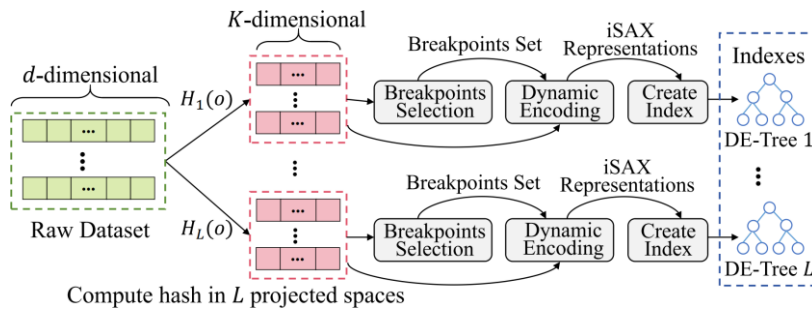 d-dimensional
Raw Dataset
H₁(o)
H_L(o)
K-dimensional
Compute hash in L projected spaces
Breakpoints Set
iSAX
Representations
Breakpoints
Selection
Dynamic
Encoding
Create
Index
Breakpoints Set
iSAX
Representations
Breakpoints
Selection
Dynamic
Encoding
Create
Index
Indexes
DE-Tree 1
DE-Tree L